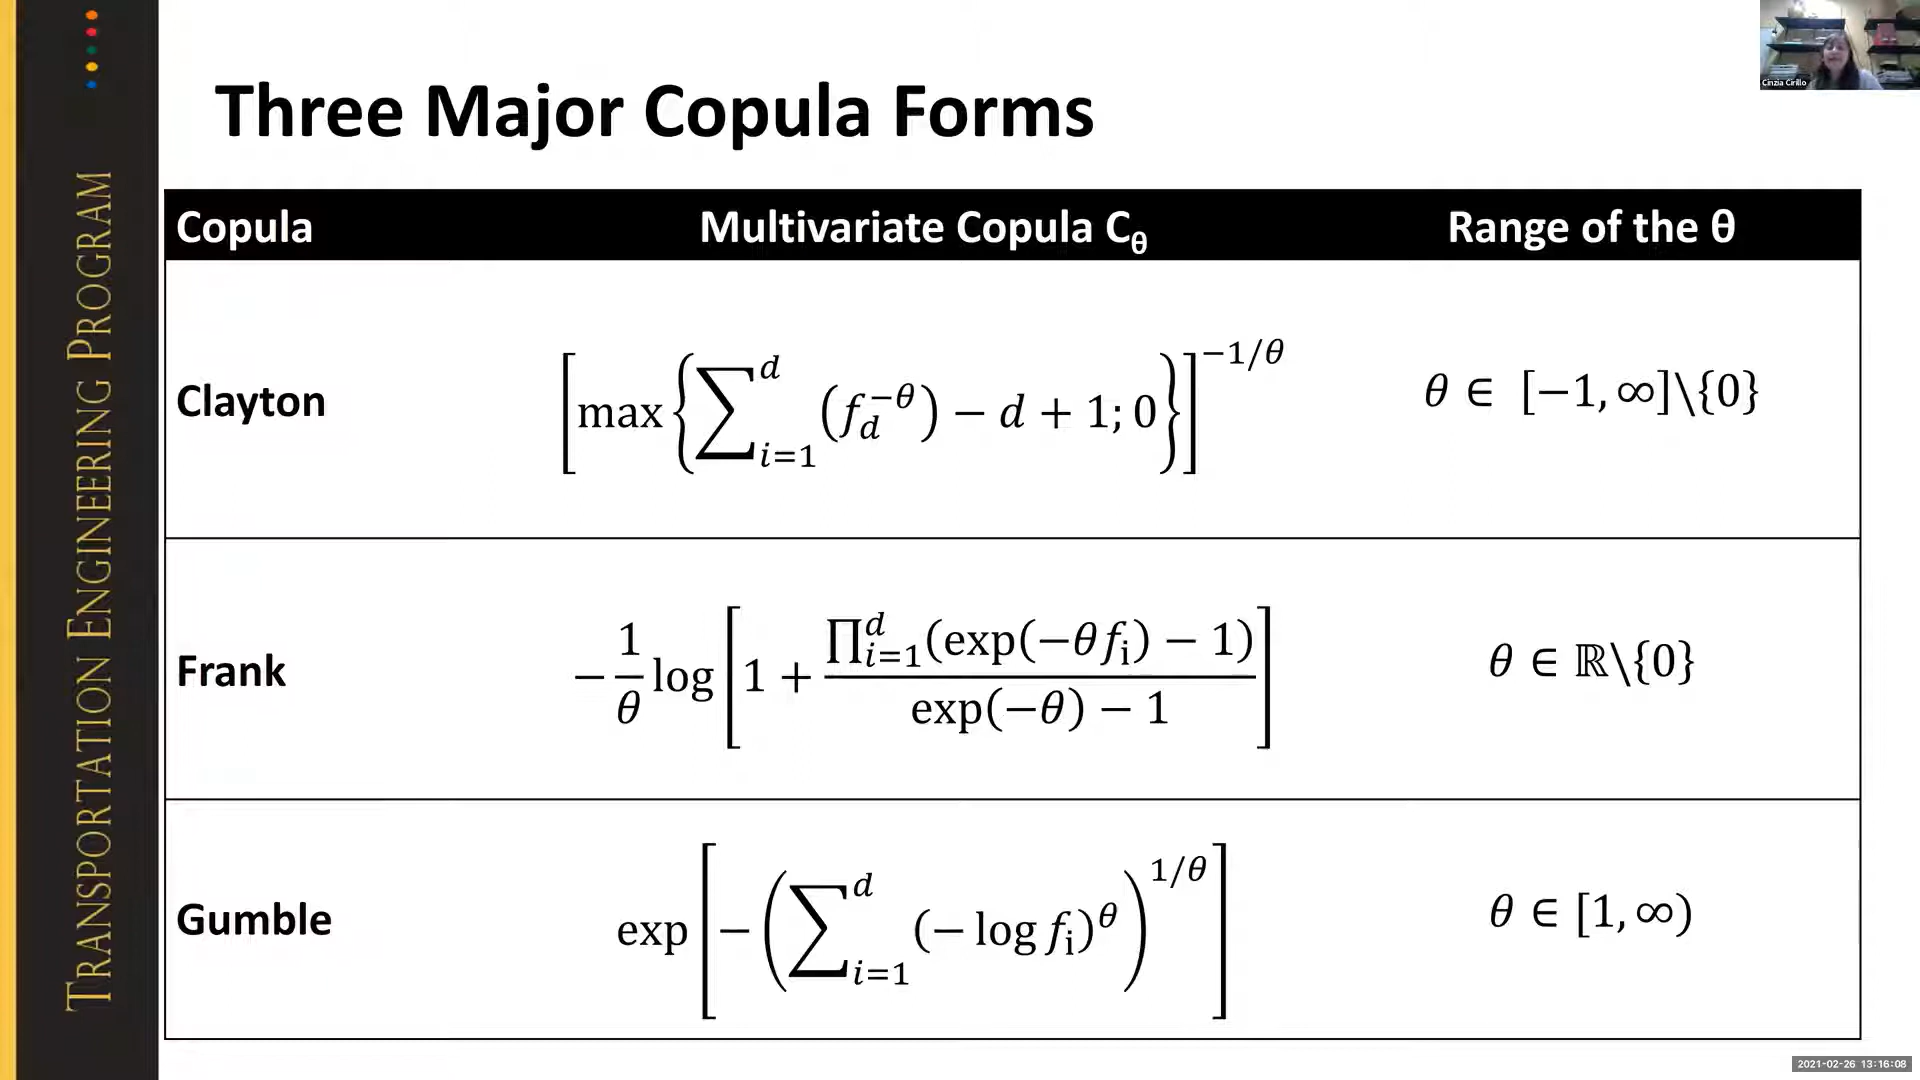 TRANSPORTATION ENGINEERING PROGRAM
Cinzia Cirillo
Three Major Copula Forms
Copula Multivariate Copula C_θ Range of the θ
Clayton [max{∑_{i=1}^{d} (f_d^{−θ}) − d + 1; 0}]^{−1/θ} θ ∈ [−1, ∞]\{0}
Frank −1/θ log[1 + ∏_{i=1}^{d}(exp(−θf_i) − 1) / (exp(−θ) − 1)] θ ∈ ℝ\{0}
Gumble exp[−(∑_{i=1}^{d} (− log f_i)^θ)^{1/θ}] θ ∈ [1, ∞)
2021-02-26 13:16:08